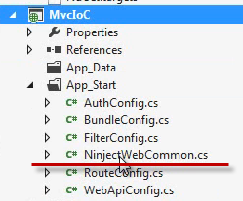 MvcIoC
Properties
References
App_Data
App_Start
AuthConfig.cs
BundleConfig.cs
FilterConfig.cs
NinjectWebCommon.cs
RouteConfig.cs
WebApiConfig.cs